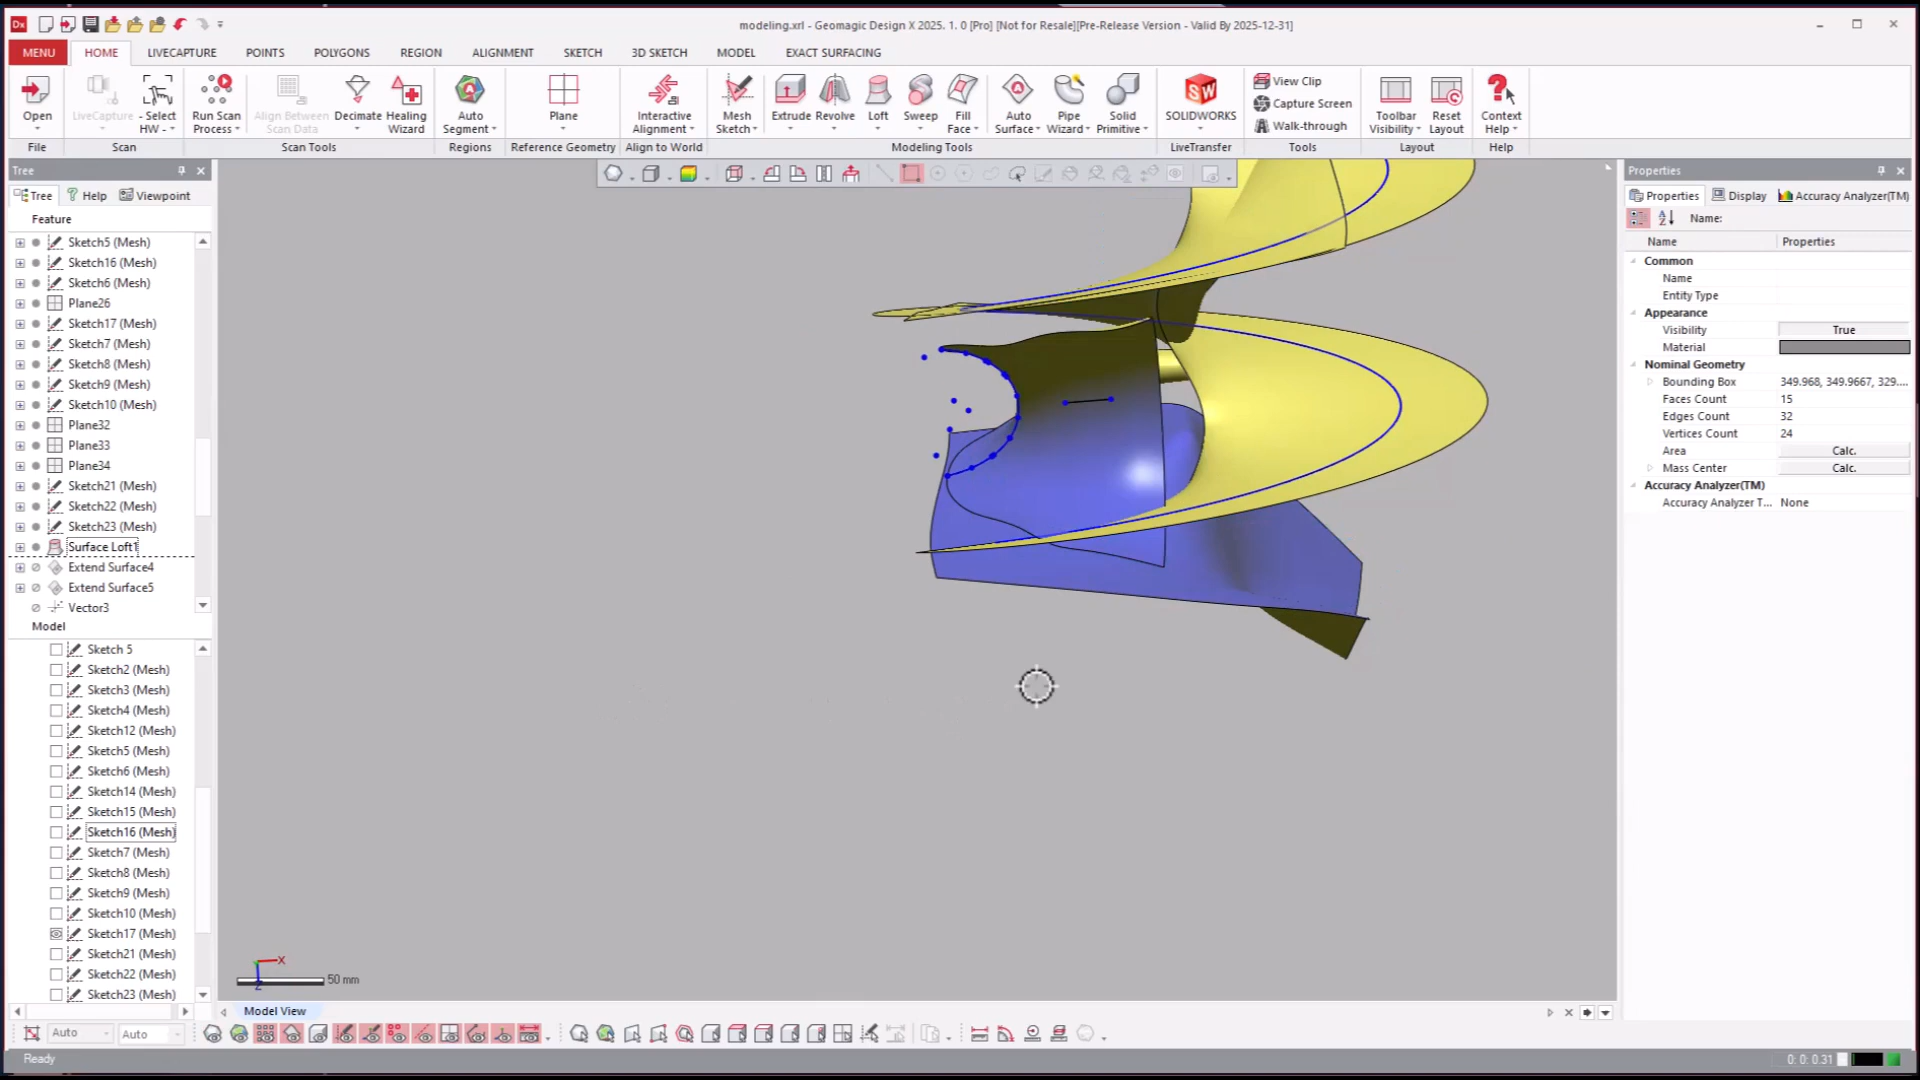 modeling.xrl - Geomagic Design X 2025. 1. 0 [Pro] [Not for Resale][Pre-Release Version - Valid By 2025-12-31]
MENU HOME LIVECAPTURE POINTS POLYGONS REGION ALIGNMENT SKETCH 3D SKETCH MODEL EXACT SURFACING
Open
LiveCapture
- Select HW -
Run Scan Process
Align Between Scan Data
Decimate
Healing Wizard
Auto Segment
Plane
Interactive Alignment
Mesh Sketch
Extrude
Revolve
Loft
Sweep
Fill Face
Auto Surface
Pipe Wizard
Solid Primitive
SOLIDWORKS
View Clip
Capture Screen
Walk-through
Toolbar Visibility
Reset Layout
Context Help
File Scan Scan Tools Regions Reference Geometry Align to World Modeling Tools LiveTransfer Tools Layout Help
Tree
Tree Help Viewpoint
Feature
Sketch5 (Mesh)
Sketch16 (Mesh)
Sketch6 (Mesh)
Plane26
Sketch17 (Mesh)
Sketch7 (Mesh)
Sketch8 (Mesh)
Sketch9 (Mesh)
Sketch10 (Mesh)
Plane32
Plane33
Plane34
Sketch21 (Mesh)
Sketch22 (Mesh)
Sketch23 (Mesh)
Surface Loft1
Extend Surface4
Extend Surface5
Vector3
Model
Sketch 5
Sketch2 (Mesh)
Sketch3 (Mesh)
Sketch4 (Mesh)
Sketch12 (Mesh)
Sketch5 (Mesh)
Sketch6 (Mesh)
Sketch14 (Mesh)
Sketch15 (Mesh)
Sketch16 (Mesh)
Sketch7 (Mesh)
Sketch8 (Mesh)
Sketch9 (Mesh)
Sketch10 (Mesh)
Sketch17 (Mesh)
Sketch21 (Mesh)
Sketch22 (Mesh)
Sketch23 (Mesh)
X
Z
50 mm
Model View
Properties
Properties Display Accuracy Analyzer(TM)
Name:
Name Properties
Common
Name
Entity Type
Appearance
Visibility True
Material
Nominal Geometry
Bounding Box 349.968, 349.9667, 329....
Faces Count 15
Edges Count 32
Vertices Count 24
Area Calc.
Mass Center Calc.
Accuracy Analyzer(TM)
Accuracy Analyzer T... None
Auto Auto
Ready
0: 0: 0.31